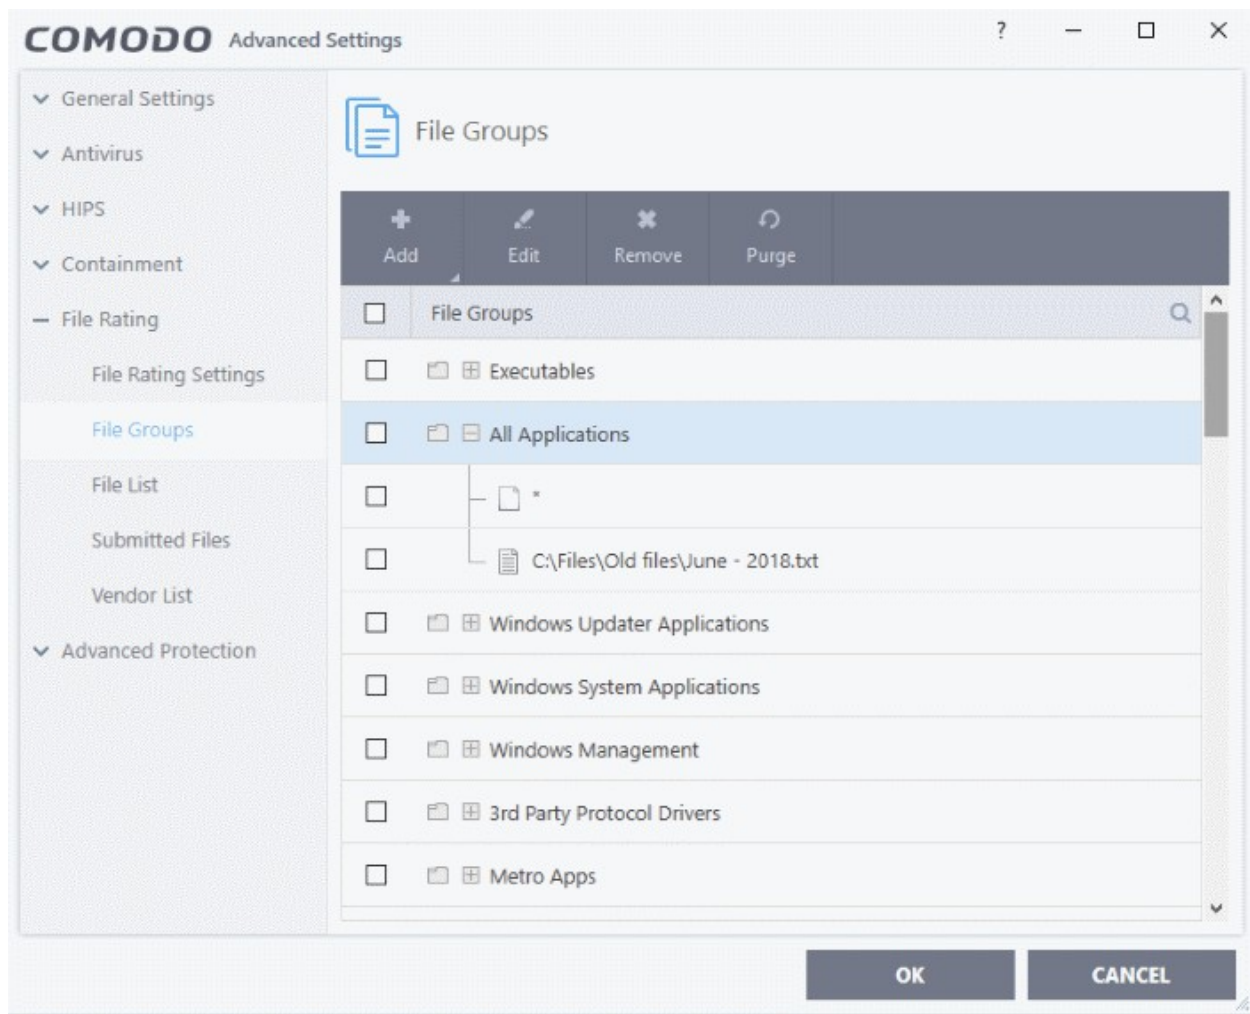 COMODO Advanced Settings ?
General Settings
Antivirus
HIPS
Containment
File Rating
File Rating Settings
File Groups
File List
Submitted Files
Vendor List
Advanced Protection
File Groups
Add Edit Remove Purge
File Groups
Executables
All Applications
*
C:\Files\Old files\June - 2018.txt
Windows Updater Applications
Windows System Applications
Windows Management
3rd Party Protocol Drivers
Metro Apps
OK CANCEL